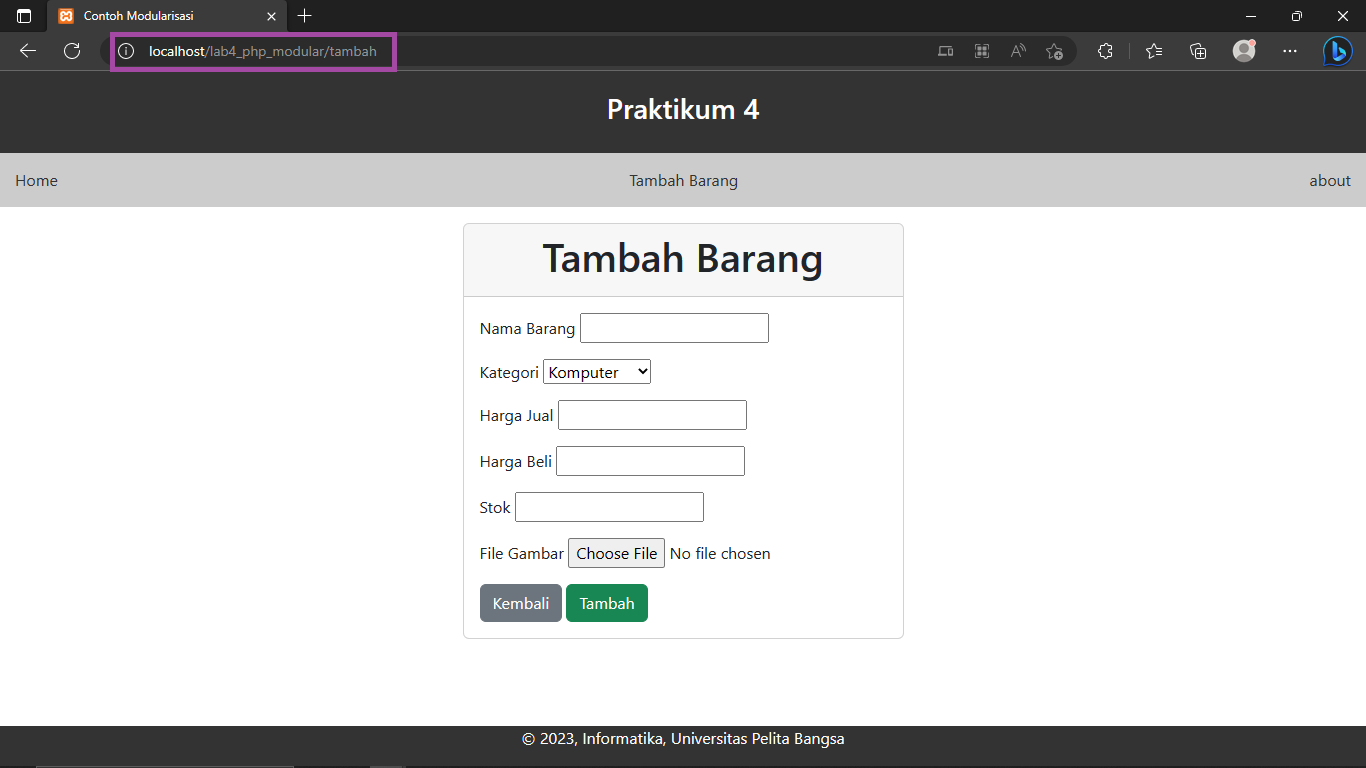 Contoh Modularisasi
localhost/lab4_php_modular/tambah
Praktikum 4
Home Tambah Barang about
Tambah Barang
Nama Barang
Kategori Komputer
Harga Jual
Harga Beli
Stok
File Gambar Choose File No file chosen
Kembali Tambah
© 2023, Informatika, Universitas Pelita Bangsa